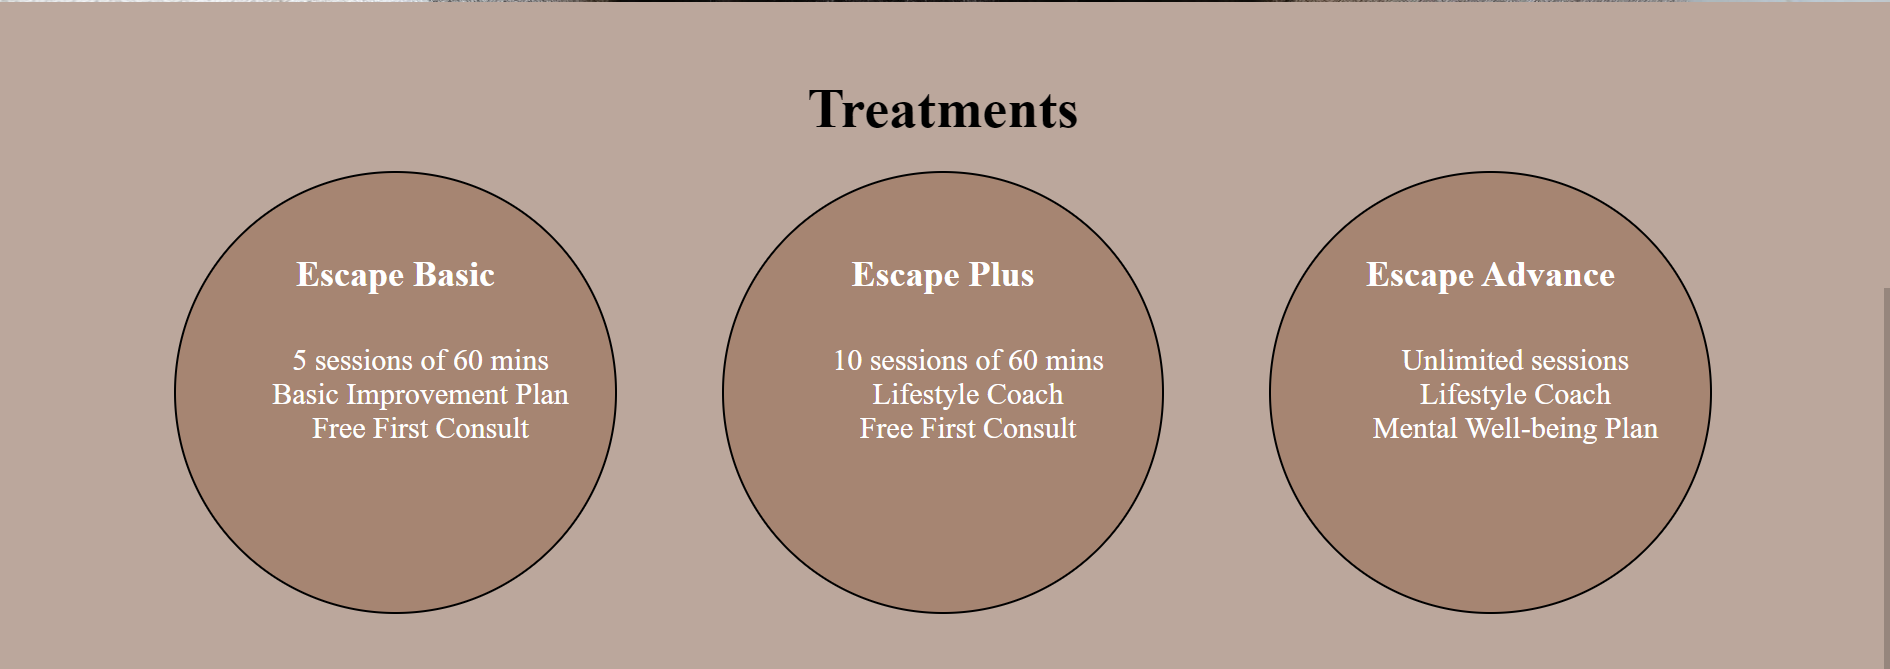 Treatments
Escape Basic
5 sessions of 60 mins
Basic Improvement Plan
Free First Consult
Escape Plus
10 sessions of 60 mins
Lifestyle Coach
Free First Consult
Escape Advance
Unlimited sessions
Lifestyle Coach
Mental Well-being Plan